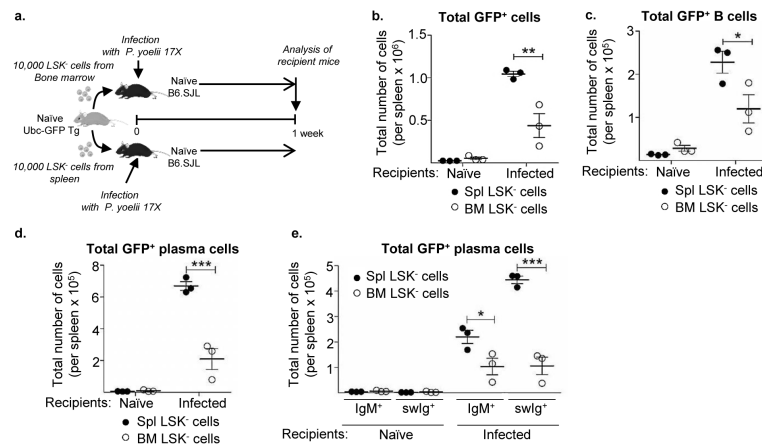 a.
Infection
with P. yoelii 17X
10,000 LSK⁻ cells from
Bone marrow
Analysis of
recipient mice
Naïve
B6.SJL
Naïve
Ubc-GFP Tg
0
1 week
Naïve
B6.SJL
10,000 LSK⁻ cells from
spleen
Infection
with P. yoelii 17X
b.
Total GFP⁺ cells
Total number of cells
(per spleen x 10⁶)
1.5
1.0
0.5
**
Recipients:
Naïve
Infected
Spl LSK⁻ cells
BM LSK⁻ cells
c.
Total GFP⁺ B cells
Total number of cells
(per spleen x 10⁵)
3
2
1
*
Naïve
Infected
Spl LSK⁻ cells
BM LSK⁻ cells
d.
Total GFP⁺ plasma cells
Total number of cells
(per spleen x 10⁵)
8
6
4
2
***
Recipients:
Naïve
Infected
Spl LSK⁻ cells
BM LSK⁻ cells
e.
Total GFP⁺ plasma cells
Total number of cells
(per spleen x 10⁵)
5
4
3
2
1
Spl LSK⁻ cells
BM LSK⁻ cells
*
***
IgM⁺
swIg⁺
IgM⁺
swIg⁺
Recipients:
Naïve
Infected